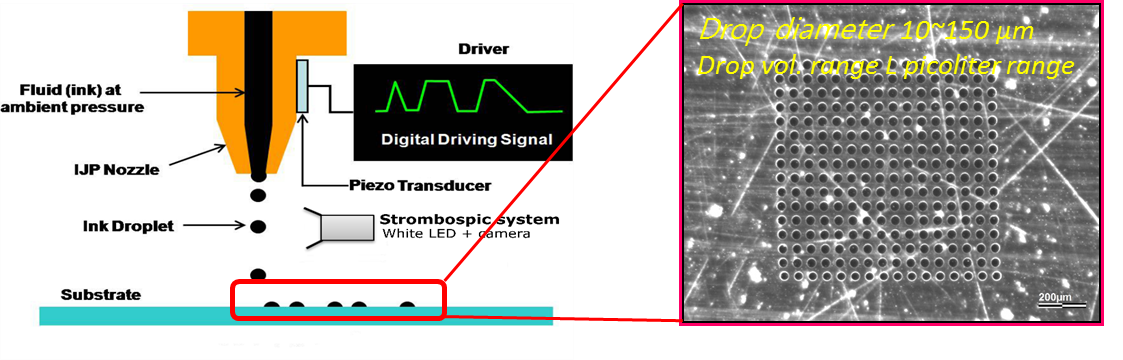 Driver
Fluid (ink) at
ambient pressure
Digital Driving Signal
IJP Nozzle
Piezo Transducer
Ink Droplet
Strombospic system
White LED + camera
Substrate
Drop diameter 10~150 µm
Drop vol. range L picoliter range
200µm